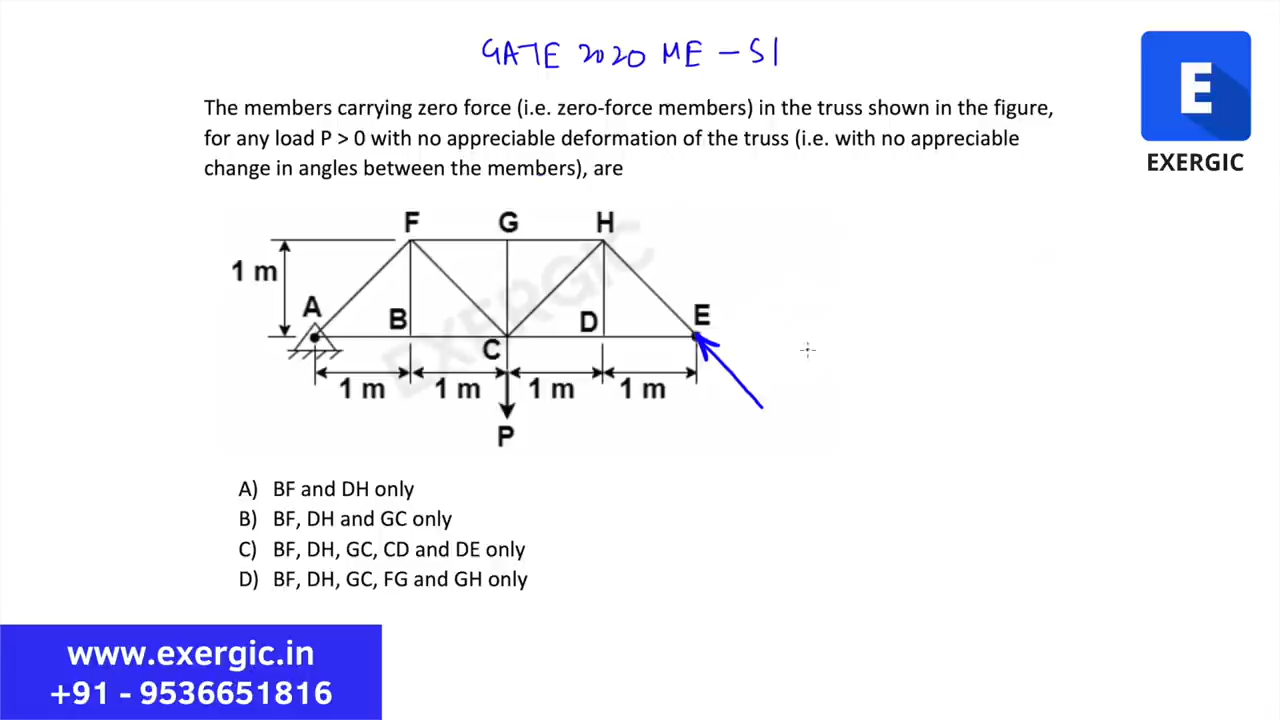 GATE 2020 ME - S1
E
EXERGIC
The members carrying zero force (i.e. zero-force members) in the truss shown in the figure,
for any load P > 0 with no appreciable deformation of the truss (i.e. with no appreciable
change in angles between the members), are
F G H
1 m
A B C D E
1 m 1 m 1 m 1 m
P
EXERGIC
A) BF and DH only
B) BF, DH and GC only
C) BF, DH, GC, CD and DE only
D) BF, DH, GC, FG and GH only
www.exergic.in
+91 - 9536651816